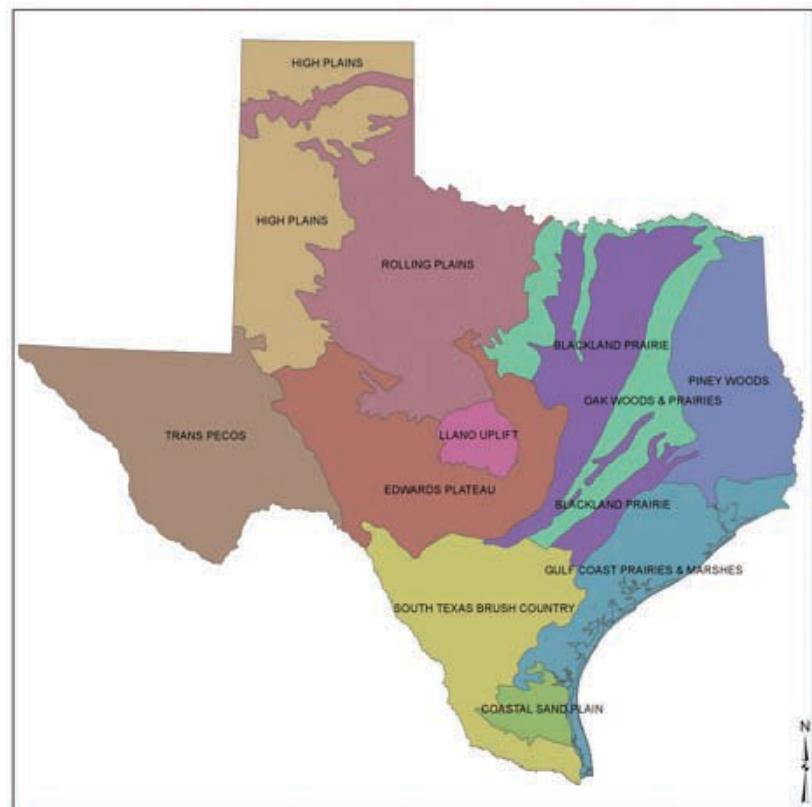 HIGH PLAINS
HIGH PLAINS
ROLLING PLAINS
BLACKLAND PRAIRIE
PINEY WOODS
OAK WOODS & PRAIRIES
TRANS PECOS
LLANO UPLIFT
EDWARDS PLATEAU
BLACKLAND PRAIRIE
GULF COAST PRAIRIES & MARSHES
SOUTH TEXAS BRUSH COUNTRY
COASTAL SAND PLAIN
N